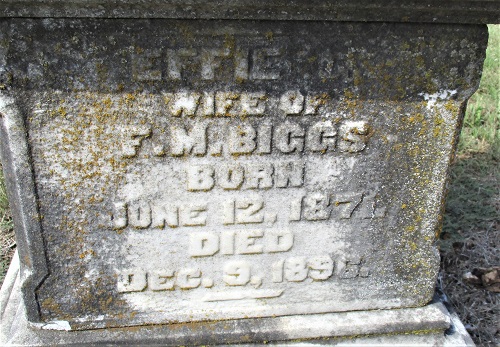 EFFIE
WIFE OF
F. M. BIGGS
BORN
JUNE 12, 1871.
DIED
DEC. 9, 1896.